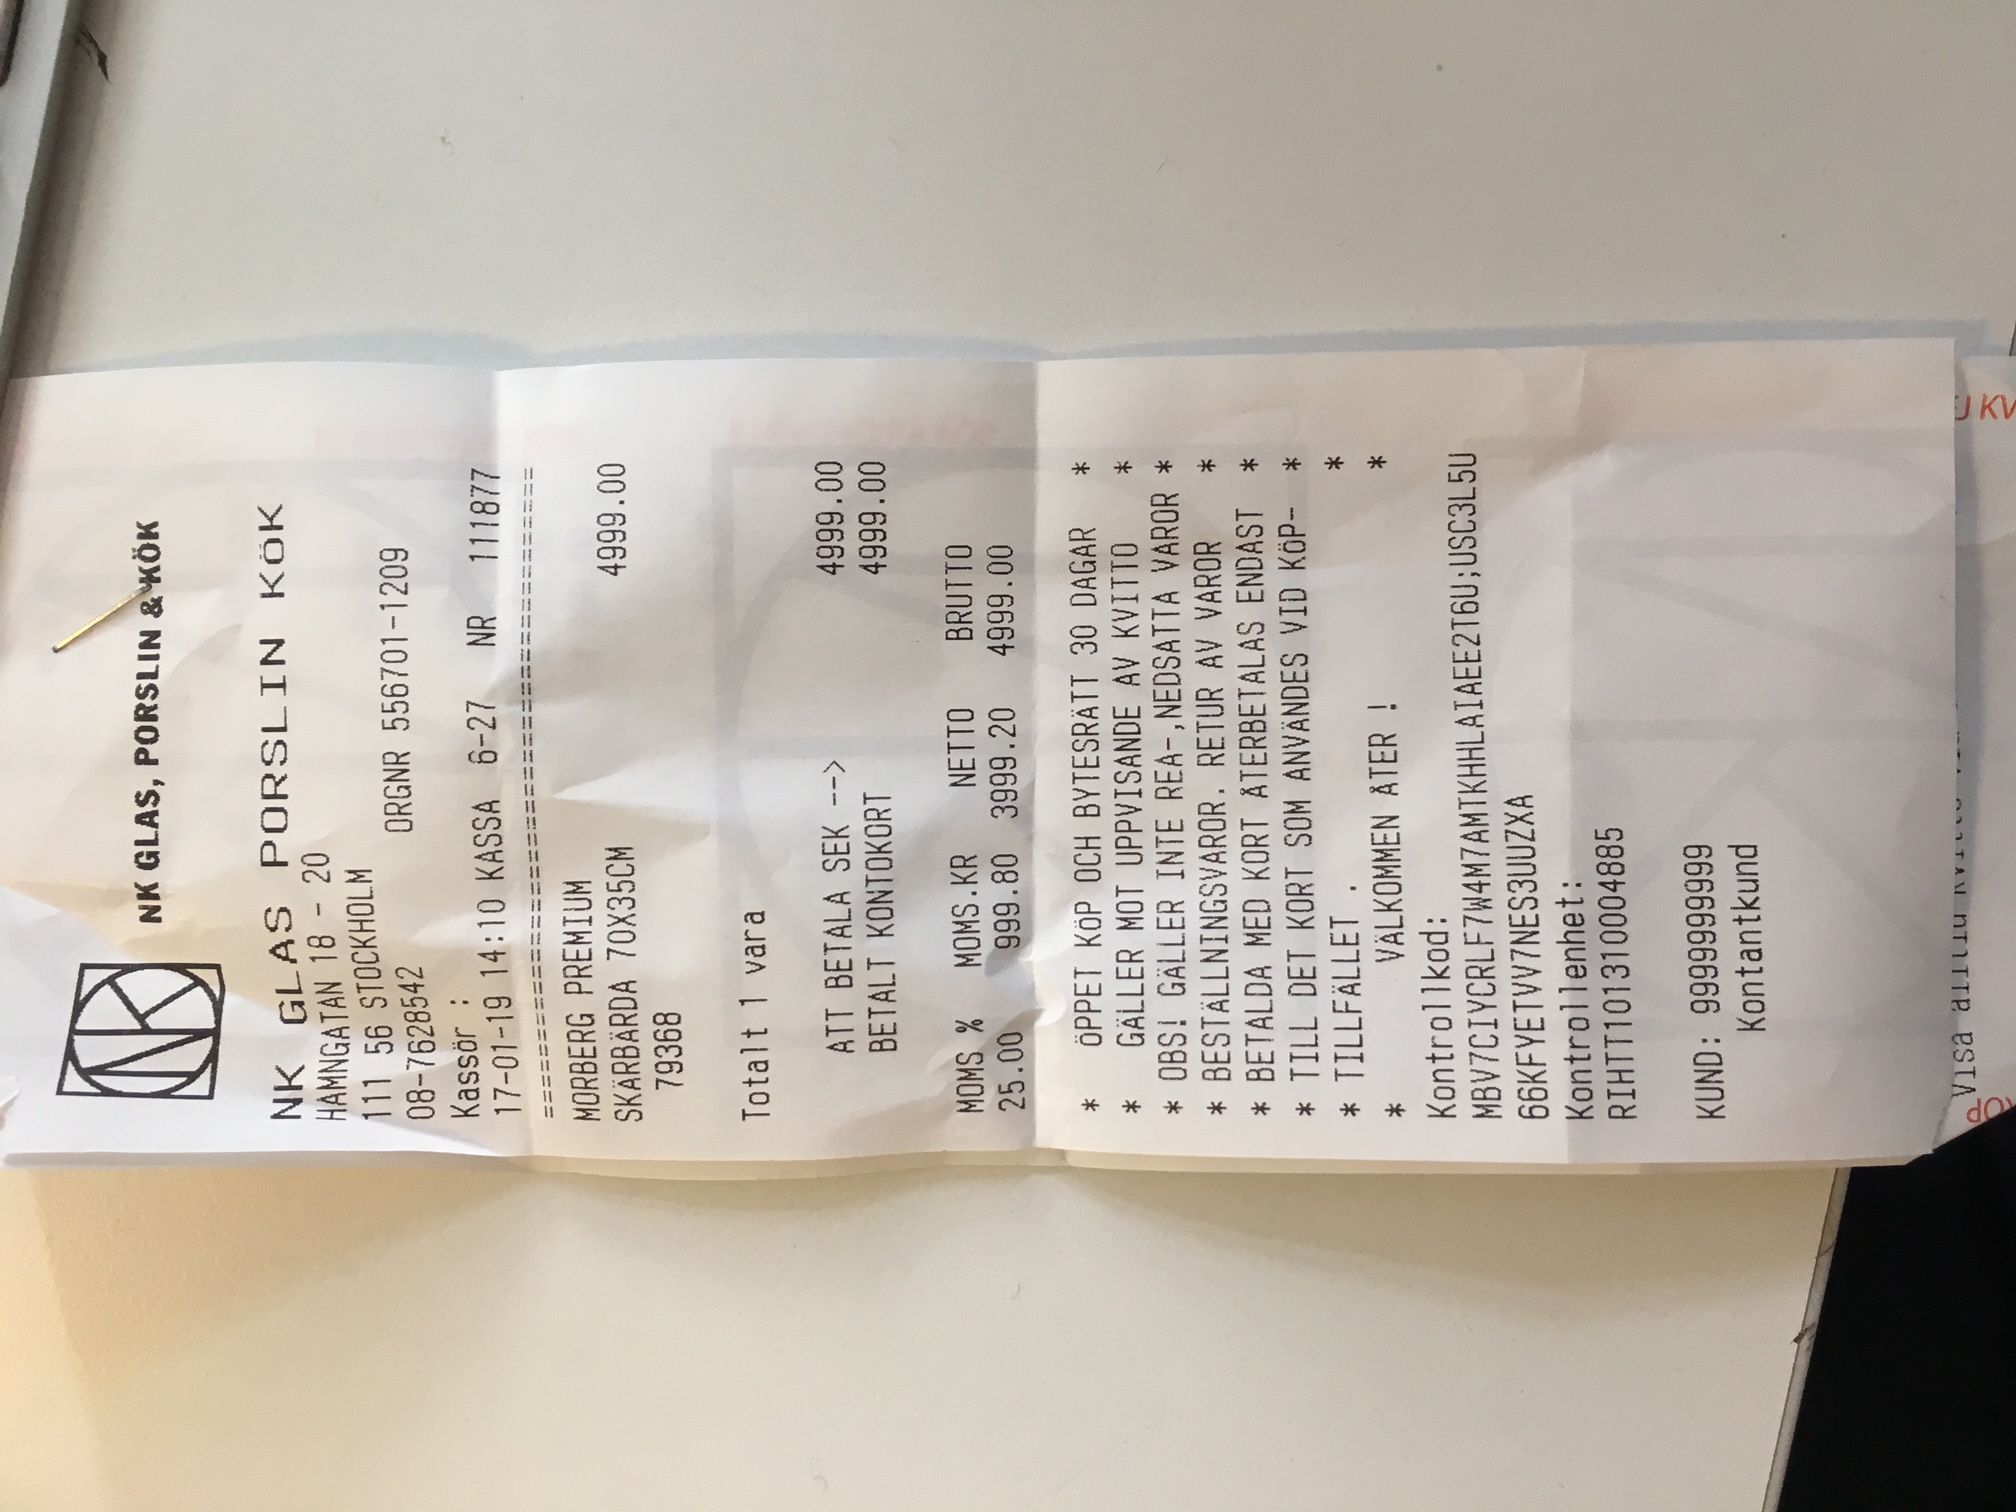 NK
NK GLAS, PORSLIN & KÖK
NK GLAS PORSLIN KÖK
HAMNGATAN 18 - 20
111 56 STOCKHOLM
08-7628542 ORGNR 556701-1209
Kassör :
17-01-19 14:10 KASSA 6-27 NR 111877
========================================
MORBERG PREMIUM
SKÄRBÄRDA 70X35CM 4999.00
79368
Totalt 1 vara
ATT BETALA SEK --> 4999.00
BETALT KONTOKORT 4999.00
MOMS % MOMS.KR NETTO BRUTTO
25.00 999.80 3999.20 4999.00
* ÖPPET KÖP OCH BYTESRÄTT 30 DAGAR *
* GÄLLER MOT UPPVISANDE AV KVITTO *
* OBS! GÄLLER INTE REA-,NEDSATTA VAROR *
* BESTÄLLNINGSVAROR. RETUR AV VAROR *
* BETALDA MED KORT ÅTERBETALAS ENDAST *
* TILL DET KORT SOM ANVÄNDES VID KÖP- *
* TILLFÄLLET . *
* VÄLKOMMEN ÅTER ! *
Kontrollkod:
MBV7CIYCRLF7W4M7AMTKHHLAIAEE2T6U;USC3L5U
66KFYETVV7NES3UUZXA
Kontrollenhet:
RIHTT101310004885
KUND: 9999999999
Kontantkund
Visa